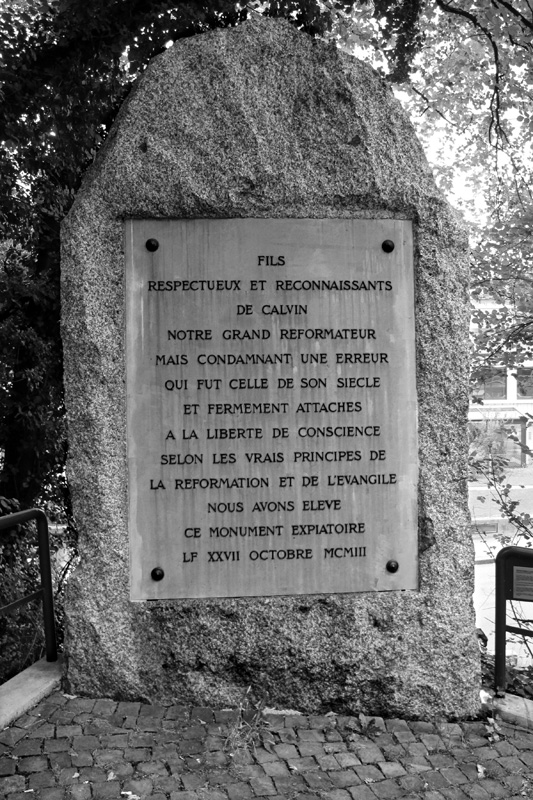 FILS
RESPECTUEUX ET RECONNAISSANTS
DE CALVIN
NOTRE GRAND REFORMATEUR
MAIS CONDAMNANT UNE ERREUR
QUI FUT CELLE DE SON SIECLE
ET FERMEMENT ATTACHES
A LA LIBERTE DE CONSCIENCE
SELON LES VRAIS PRINCIPES DE
LA REFORMATION ET DE L'EVANGILE
NOUS AVONS ELEVE
CE MONUMENT EXPIATOIRE
LE XXVII OCTOBRE MCMIII